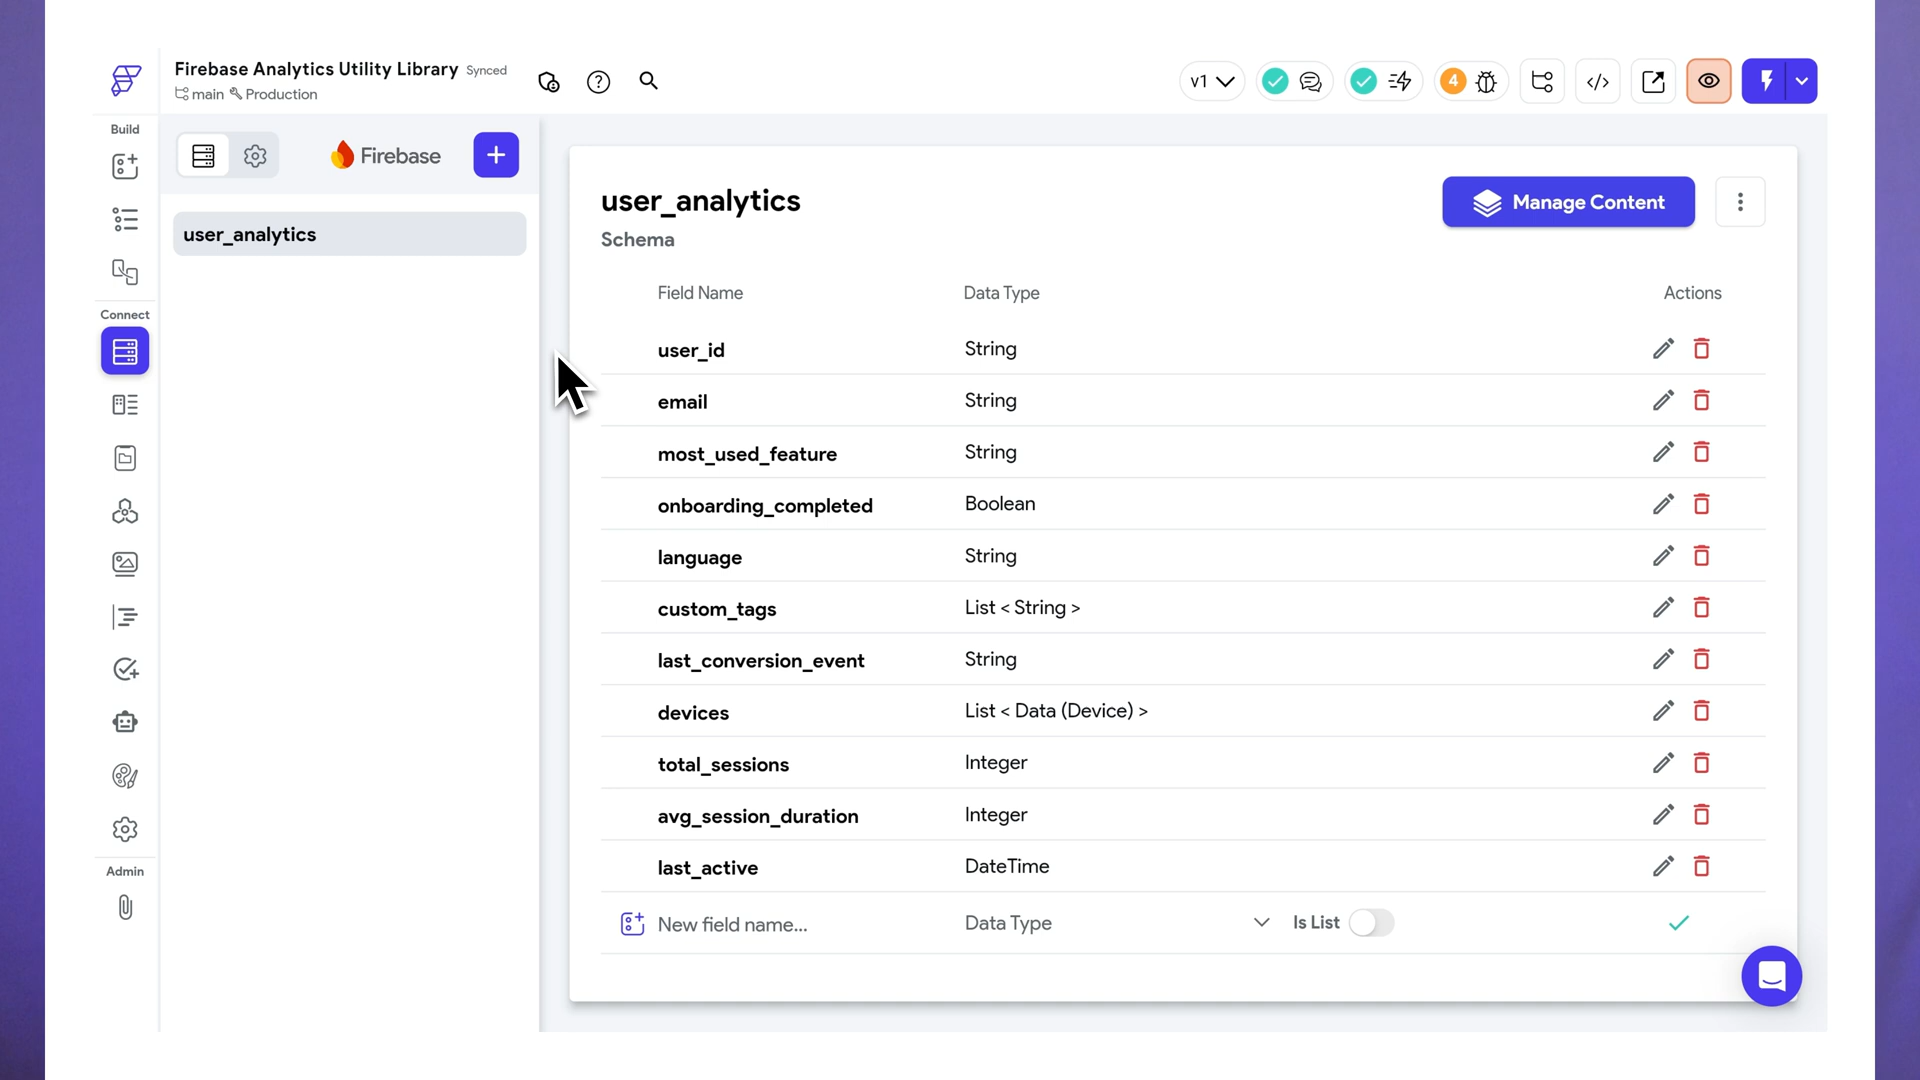 Firebase Analytics Utility Library Synced
main Production
v1
4
Build
Firebase
user_analytics
Connect
Admin
user_analytics
Schema
Manage Content
Field Name Data Type Actions
user_id String
email String
most_used_feature String
onboarding_completed Boolean
language String
custom_tags List < String >
last_conversion_event String
devices List < Data (Device) >
total_sessions Integer
avg_session_duration Integer
last_active DateTime
New field name... Data Type Is List